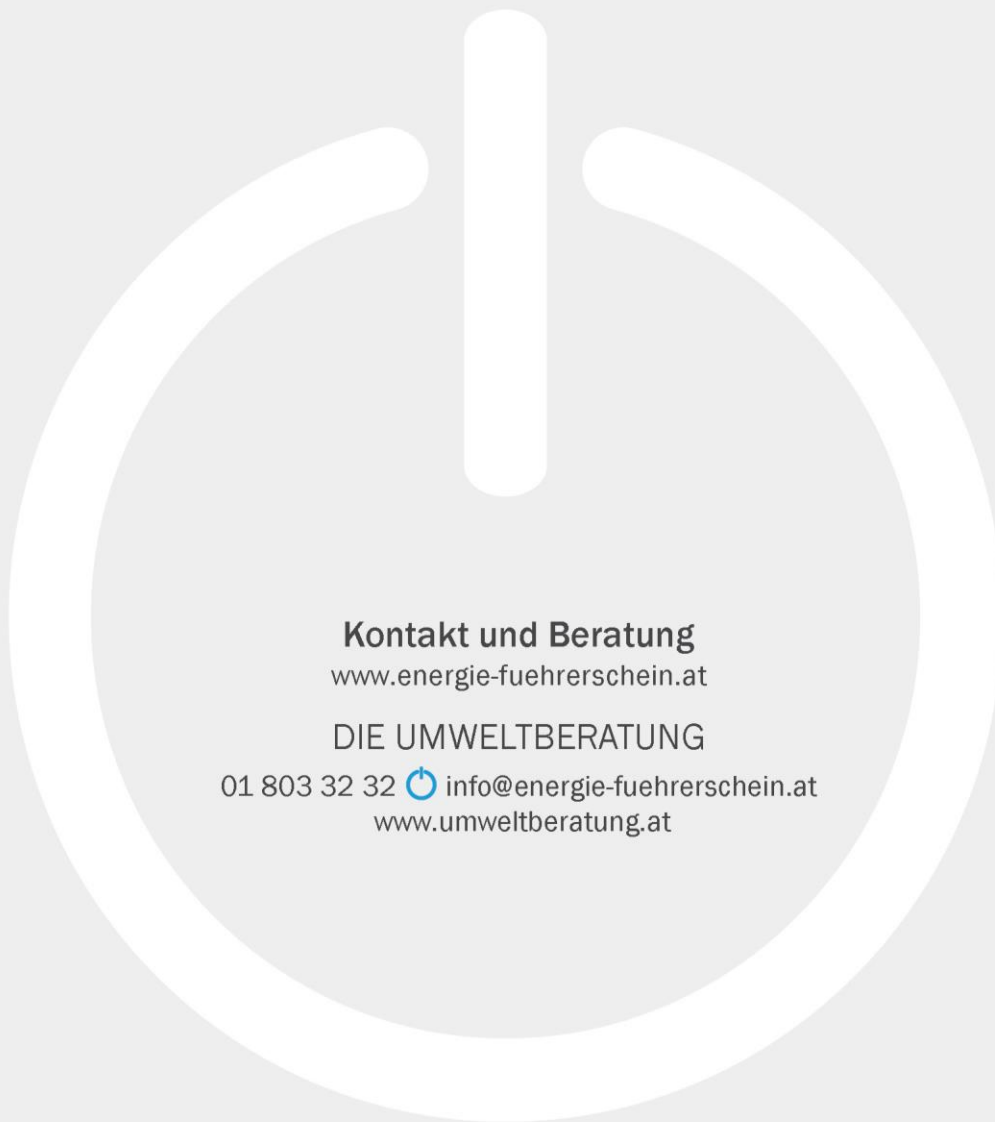 Kontakt und Beratung
www.energie-fuehrerschein.at
DIE UMWELTBERATUNG
01 803 32 32 info@energie-fuehrerschein.at
www.umweltberatung.at